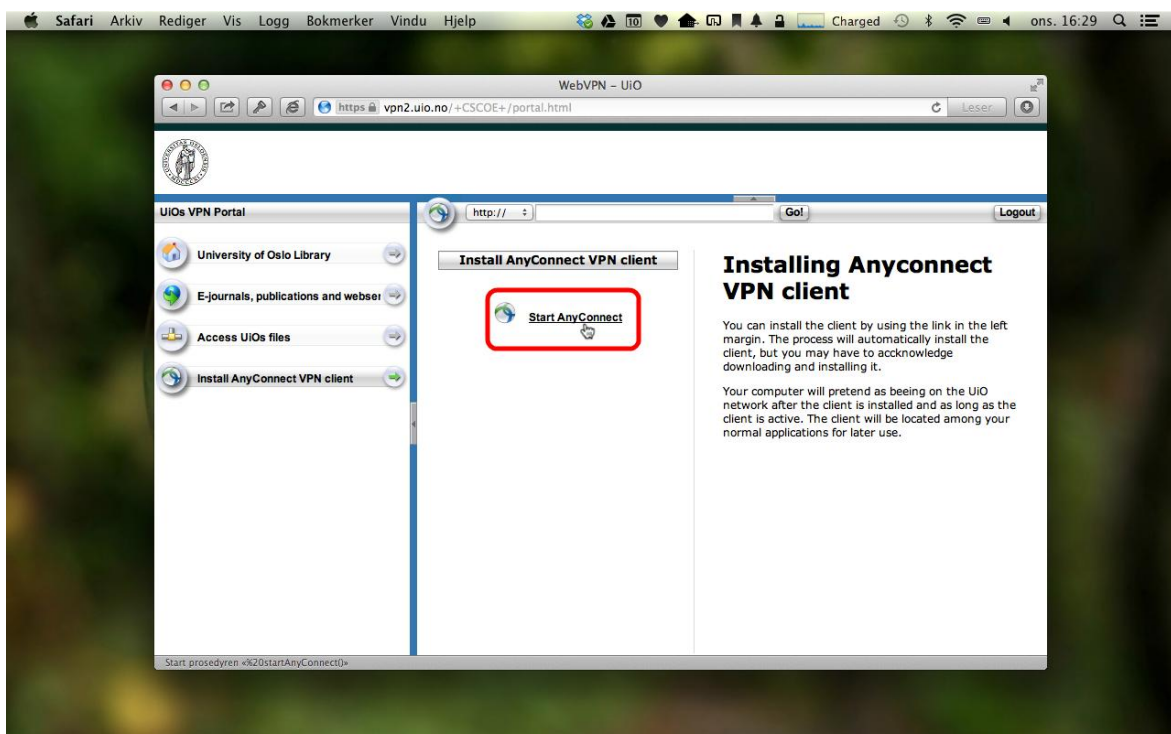 Safari Arkiv Rediger Vis Logg Bokmerker Vindu Hjelp 10 Charged ons. 16:29
WebVPN – UiO
https vpn2.uio.no/+CSCOE+/portal.html Leser
UiOs VPN Portal
http:// Go! Logout
University of Oslo Library
E-journals, publications and webser
Access UiOs files
Install AnyConnect VPN client
Install AnyConnect VPN client
Start AnyConnect
Installing Anyconnect
VPN client
You can install the client by using the link in the left
margin. The process will automatically install the
client, but you may have to accknowledge
downloading and installing it.
Your computer will pretend as beeing on the UiO
network after the client is installed and as long as the
client is active. The client will be located among your
normal applications for later use.
Start prosedyren «%20startAnyConnect()»